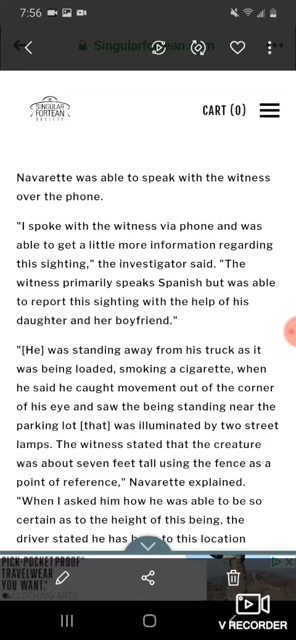 7:56
Singularfortean.com
SINGULAR
FORTEAN
SOCIETY
CART (0)
Navarette was able to speak with the witness
over the phone.
"I spoke with the witness via phone and was
able to get a little more information regarding
this sighting," the investigator said. "The
witness primarily speaks Spanish but was able
to report this sighting with the help of his
daughter and her boyfriend."
"[He] was standing away from his truck as it
was being loaded, smoking a cigarette, when
he said he caught movement out of the corner
of his eye and saw the being standing near the
parking lot [that] was illuminated by two street
lamps. The witness stated that the creature
was about seven feet tall using the fence as a
point of reference," Navarette explained.
"When I asked him how he was able to be so
certain as to the height of this being, the
driver stated he has to this location
PICK-POCKET PROOF
TRAVELWEAR
YOU WANT.
CLOTHING ARTS
V RECORDER